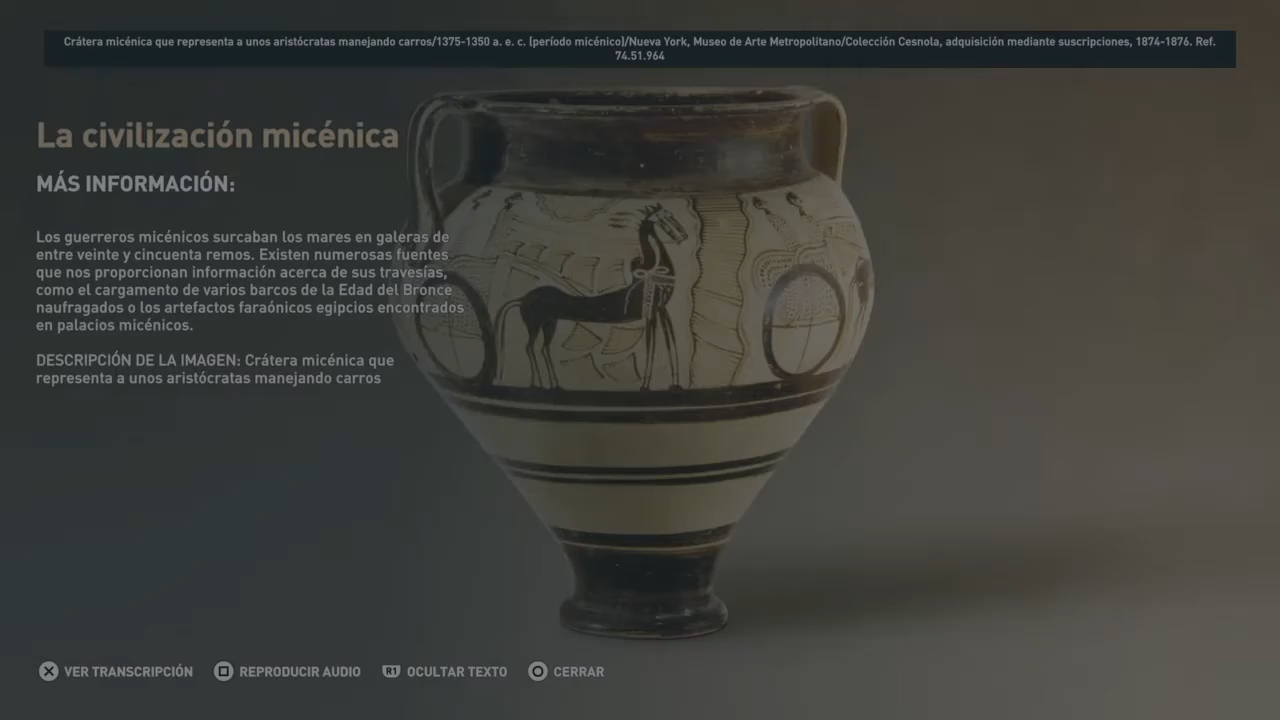 Crátera micénica que representa a unos aristócratas manejando carros/1375-1350 a. e. c. (período micénico)/Nueva York, Museo de Arte Metropolitano/Colección Cesnola, adquisición mediante suscripciones, 1874-1876. Ref.
74.51.964
La civilización micénica
MÁS INFORMACIÓN:
Los guerreros micénicos surcaban los mares en galeras de
entre veinte y cincuenta remos. Existen numerosas fuentes
que nos proporcionan información acerca de sus travesías,
como el cargamento de varios barcos de la Edad del Bronce
naufragados o los artefactos faraónicos egipcios encontrados
en palacios micénicos.
DESCRIPCIÓN DE LA IMAGEN: Crátera micénica que
representa a unos aristócratas manejando carros
VER TRANSCRIPCIÓN REPRODUCIR AUDIO R1 OCULTAR TEXTO CERRAR